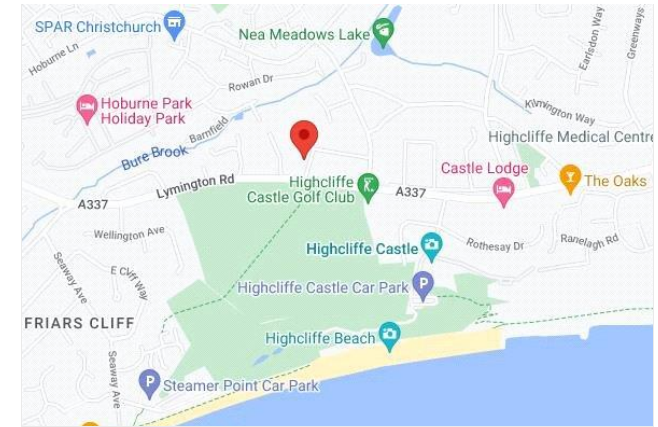 SPAR Christchurch
Nea Meadows Lake
Earlsdon Way
Greenways
Hoburne Ln
Rowan Dr
Hoburne Park
Holiday Park
Barnfield
Kilmington Way
Highcliffe Medical Centre
Bure Brook
Lymington Rd
Castle Lodge
The Oaks
Highcliffe
Castle Golf Club
A337
A337
Wellington Ave
Highcliffe Castle
Rothesay Dr
Ranelagh Rd
Seaway Ave
E Cliff Way
Highcliffe Castle Car Park
P
FRIARS CLIFF
Highcliffe Beach
Seaway Ave
P
Steamer Point Car Park